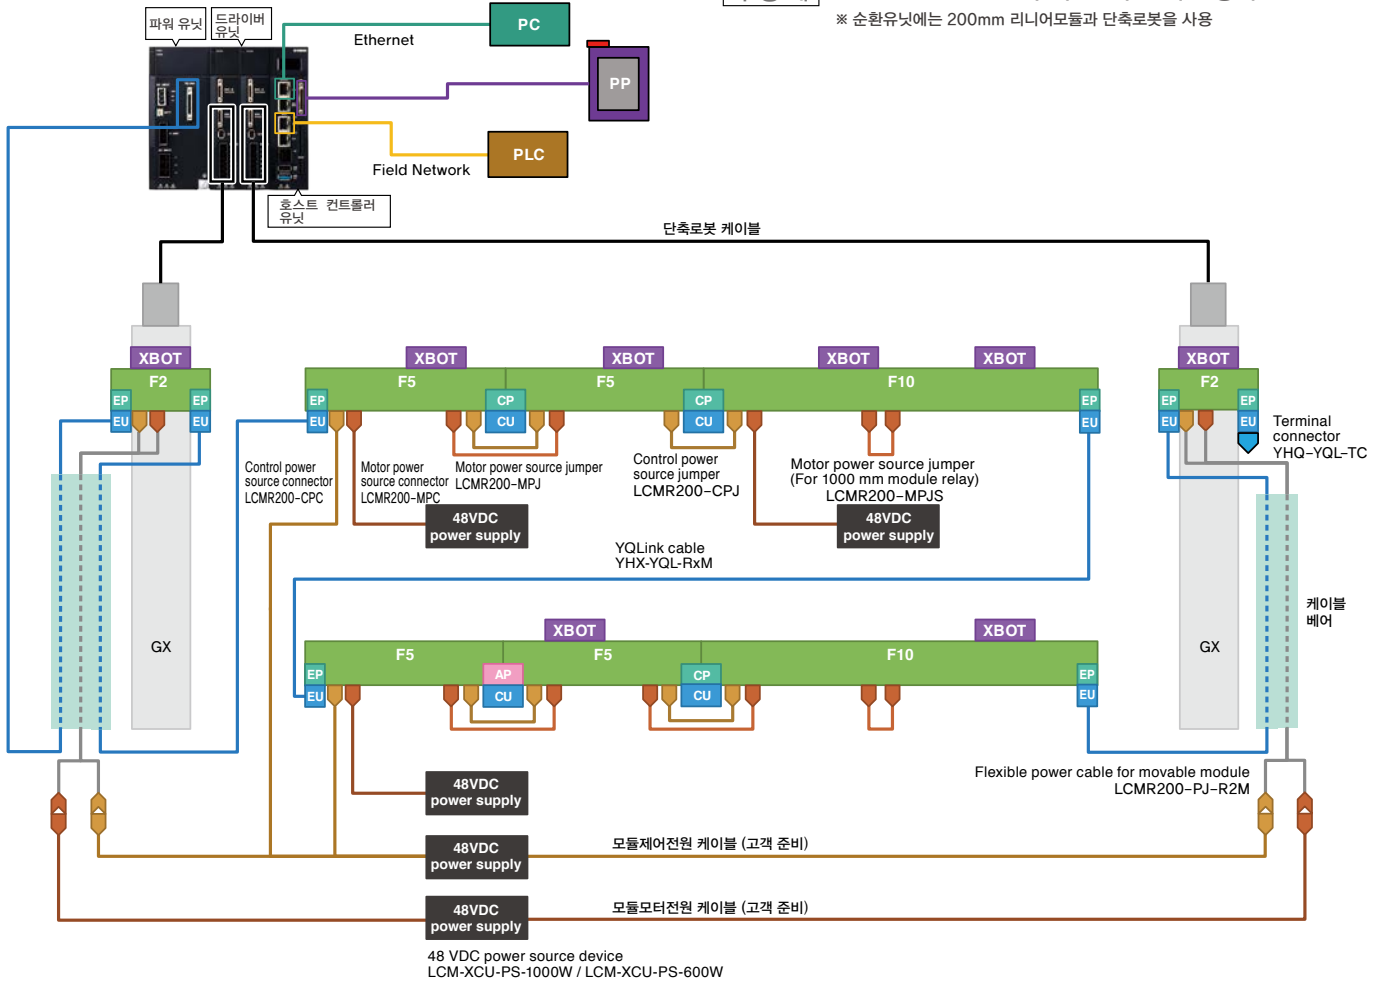 ※ 순환유닛에는 200mm 리니어모듈과 단축로봇을 사용
파워 유닛
드라이버
유닛
PC
Ethernet
PP
PLC
Field Network
호스트 컨트롤러
유닛
단축로봇 케이블
XBOT
F2
EP
EU
EP
EU
GX
XBOT
XBOT
XBOT
XBOT
F5
F5
F10
EP
EU
CP
CU
CP
CU
EP
EU
XBOT
F2
EP
EU
EP
EU
GX
Terminal
connector
YHQ-YQL-TC
Control power
source connector
LCMR200-CPC
Motor power
source connector
LCMR200-MPC
Motor power source jumper
LCMR200-MPJ
Control power
source jumper
LCMR200-CPJ
Motor power source jumper
(For 1000 mm module relay)
LCMR200-MPJS
48VDC
power supply
48VDC
power supply
YQLink cable
YHX-YQL-RxM
케이블
베어
XBOT
XBOT
F5
F5
F10
EP
EU
AP
CU
CP
CU
EP
EU
Flexible power cable for movable module
LCMR200-PJ-R2M
48VDC
power supply
48VDC
power supply
모듈제어전원 케이블 (고객 준비)
48VDC
power supply
모듈모터전원 케이블 (고객 준비)
48 VDC power source device
LCM-XCU-PS-1000W / LCM-XCU-PS-600W